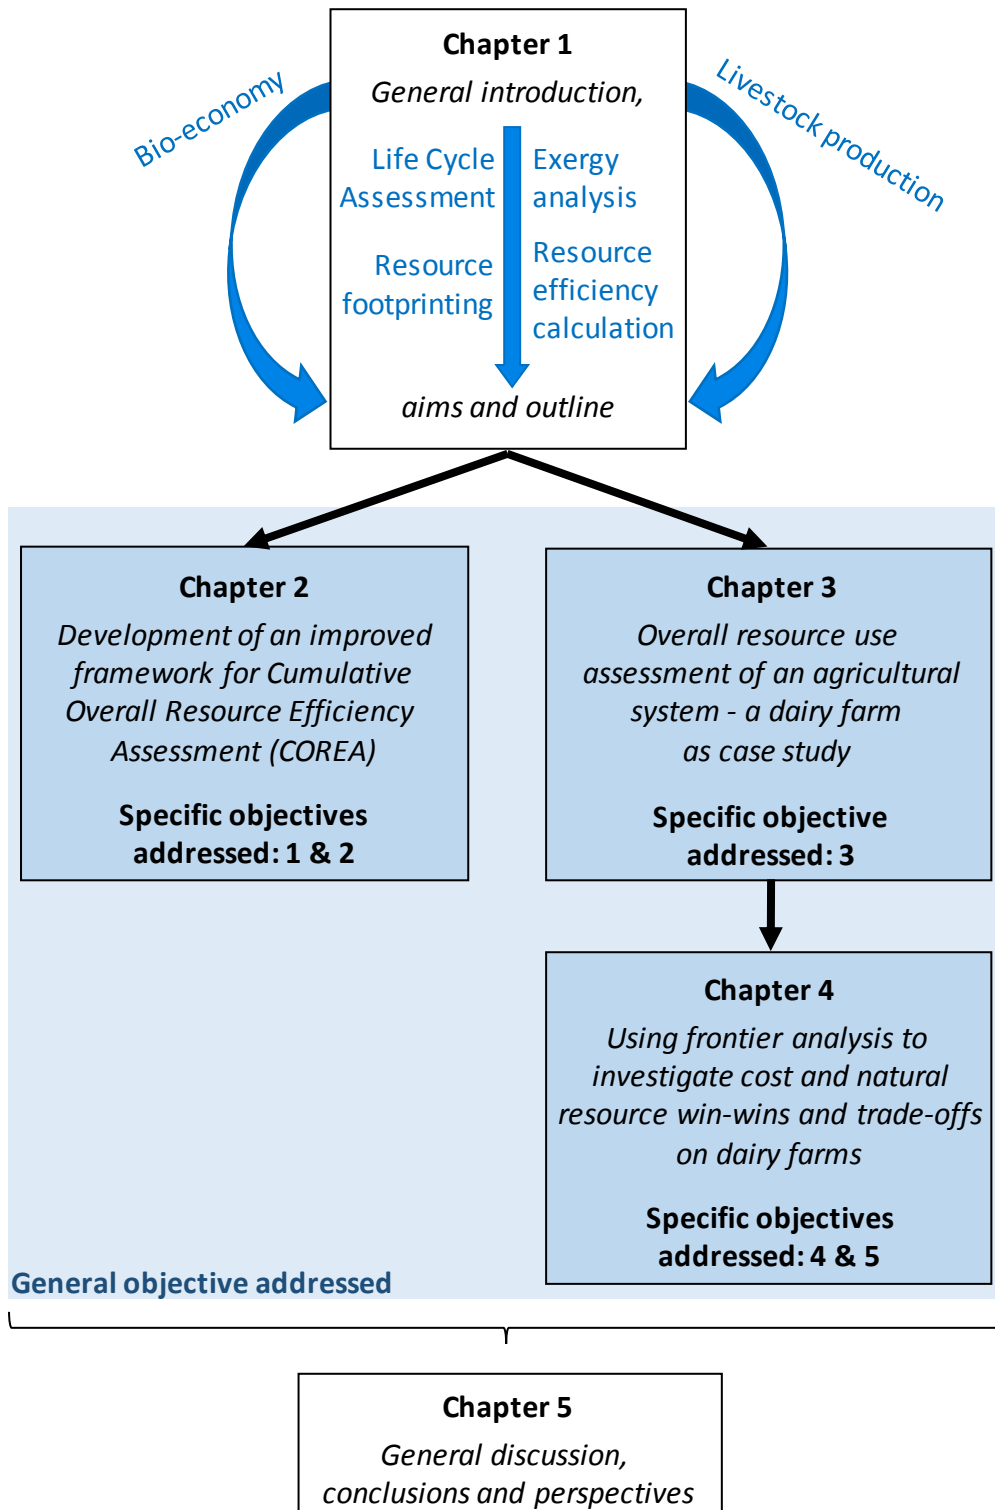 Chapter 1
General introduction,
Bio-economy
Livestock production
Life Cycle
Assessment
Exergy
analysis
Resource
footprinting
Resource
efficiency
calculation
aims and outline
Chapter 2
Development of an improved
framework for Cumulative
Overall Resource Efficiency
Assessment (COREA)
Specific objectives
addressed: 1 & 2
Chapter 3
Overall resource use
assessment of an agricultural
system - a dairy farm
as case study
Specific objective
addressed: 3
Chapter 4
Using frontier analysis to
investigate cost and natural
resource win-wins and trade-offs
on dairy farms
Specific objectives
addressed: 4 & 5
General objective addressed
Chapter 5
General discussion,
conclusions and perspectives